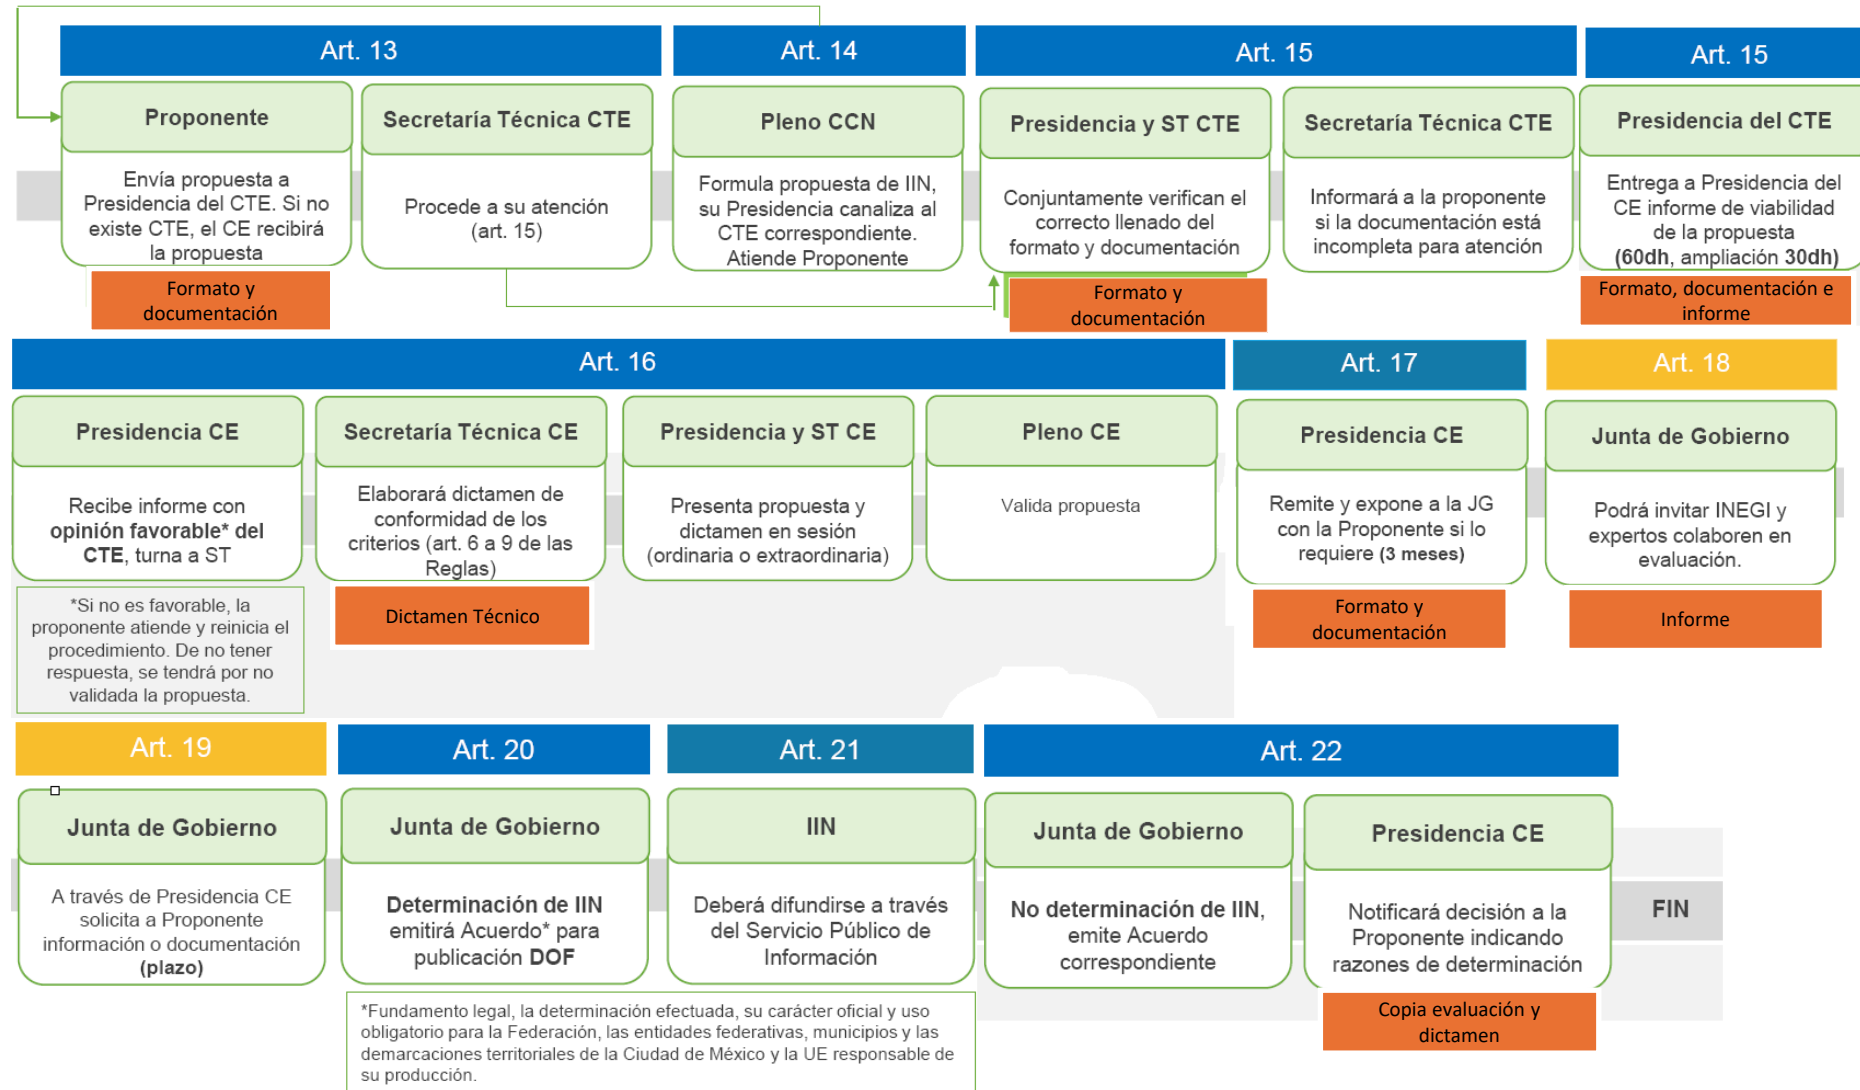 Art. 13
Proponente
Envía propuesta a
Presidencia del CTE. Si no
existe CTE, el CE recibirá
la propuesta
Formato y
documentación
Secretaría Técnica CTE
Procede a su atención
(art. 15)
Art. 14
Pleno CCN
Formula propuesta de IIN,
su Presidencia canaliza al
CTE correspondiente.
Atiende Proponente
Art. 15
Presidencia y ST CTE
Conjuntamente verifican el
correcto llenado del
formato y documentación
Formato y
documentación
Secretaría Técnica CTE
Informará a la proponente
si la documentación está
incompleta para atención
Art. 15
Presidencia del CTE
Entrega a Presidencia del
CE informe de viabilidad
de la propuesta
(60dh, ampliación 30dh)
Formato, documentación e
informe
Art. 16
Presidencia CE
Recibe informe con
opinión favorable* del
CTE, turna a ST
*Si no es favorable, la
proponente atiende y reinicia el
procedimiento. De no tener
respuesta, se tendrá por no
validada la propuesta.
Secretaría Técnica CE
Elaborará dictamen de
conformidad de los
criterios (art. 6 a 9 de las
Reglas)
Dictamen Técnico
Presidencia y ST CE
Presenta propuesta y
dictamen en sesión
(ordinaria o extraordinaria)
Pleno CE
Valida propuesta
Art. 17
Presidencia CE
Remite y expone a la JG
con la Proponente si lo
requiere (3 meses)
Formato y
documentación
Art. 18
Junta de Gobierno
Podrá invitar INEGI y
expertos colaboren en
evaluación.
Informe
Art. 19
Junta de Gobierno
A través de Presidencia CE
solicita a Proponente
información o documentación
(plazo)
Art. 20
Junta de Gobierno
Determinación de IIN
emitirá Acuerdo* para
publicación DOF
Art. 21
IIN
Deberá difundirse a través
del Servicio Público de
Información
*Fundamento legal, la determinación efectuada, su carácter oficial y uso
obligatorio para la Federación, las entidades federativas, municipios y las
demarcaciones territoriales de la Ciudad de México y la UE responsable de
su producción.
Art. 22
Junta de Gobierno
No determinación de IIN,
emite Acuerdo
correspondiente
Presidencia CE
Notificará decisión a la
Proponente indicando
razones de determinación
Copia evaluación y
dictamen
FIN